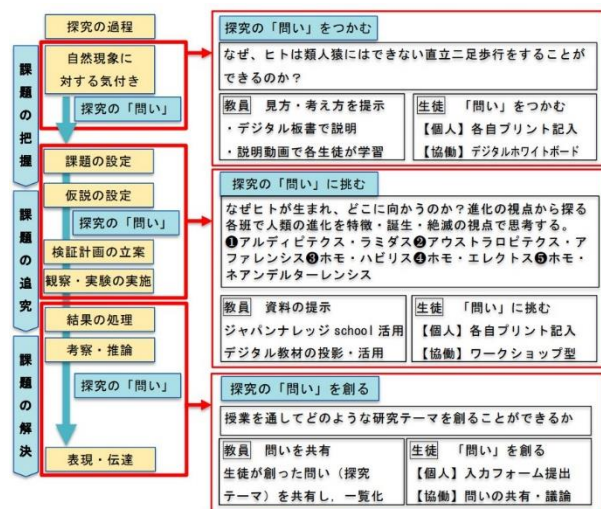 探究の過程
課題の把握
自然現象に
対する気付き
探究の「問い」
課題の設定
課題の追究
仮説の設定
探究の「問い」
検証計画の立案
観察・実験の実施
課題の解決
結果の処理
考察・推論
探究の「問い」
表現・伝達
探究の「問い」をつかむ
なぜ、ヒトは類人猿にはできない直立二足歩行をすることが
できるのか?
教員 見方・考え方を提示
・デジタル板書で説明
・説明動画で各生徒が学習
生徒 「問い」をつかむ
【個人】各自プリント記入
【協働】デジタルホワイトボード
探究の「問い」に挑む
なぜヒトが生まれ、どこに向かうのか?進化の視点から探る
各班で人類の進化を特徴・誕生・絶滅の視点で思考する。
❶アルディピテクス・ラミダス❷アウストラロピテクス・ア
ファレンシス❸ホモ・ハビリス❹ホモ・エレクトス❺ホモ・
ネアンデルターレンシス
教員 資料の提示
ジャパンナレッジ school 活用
デジタル教材の投影・活用
生徒 「問い」に挑む
【個人】各自プリント記入
【協働】ワークショップ型
探究の「問い」を創る
授業を通してどのような研究テーマを創ることができるか
教員 問いを共有
生徒が創った問い(探究
テーマ)を共有し,一覧化
生徒 「問い」を創る
【個人】入力フォーム提出
【協働】問いの共有・議論